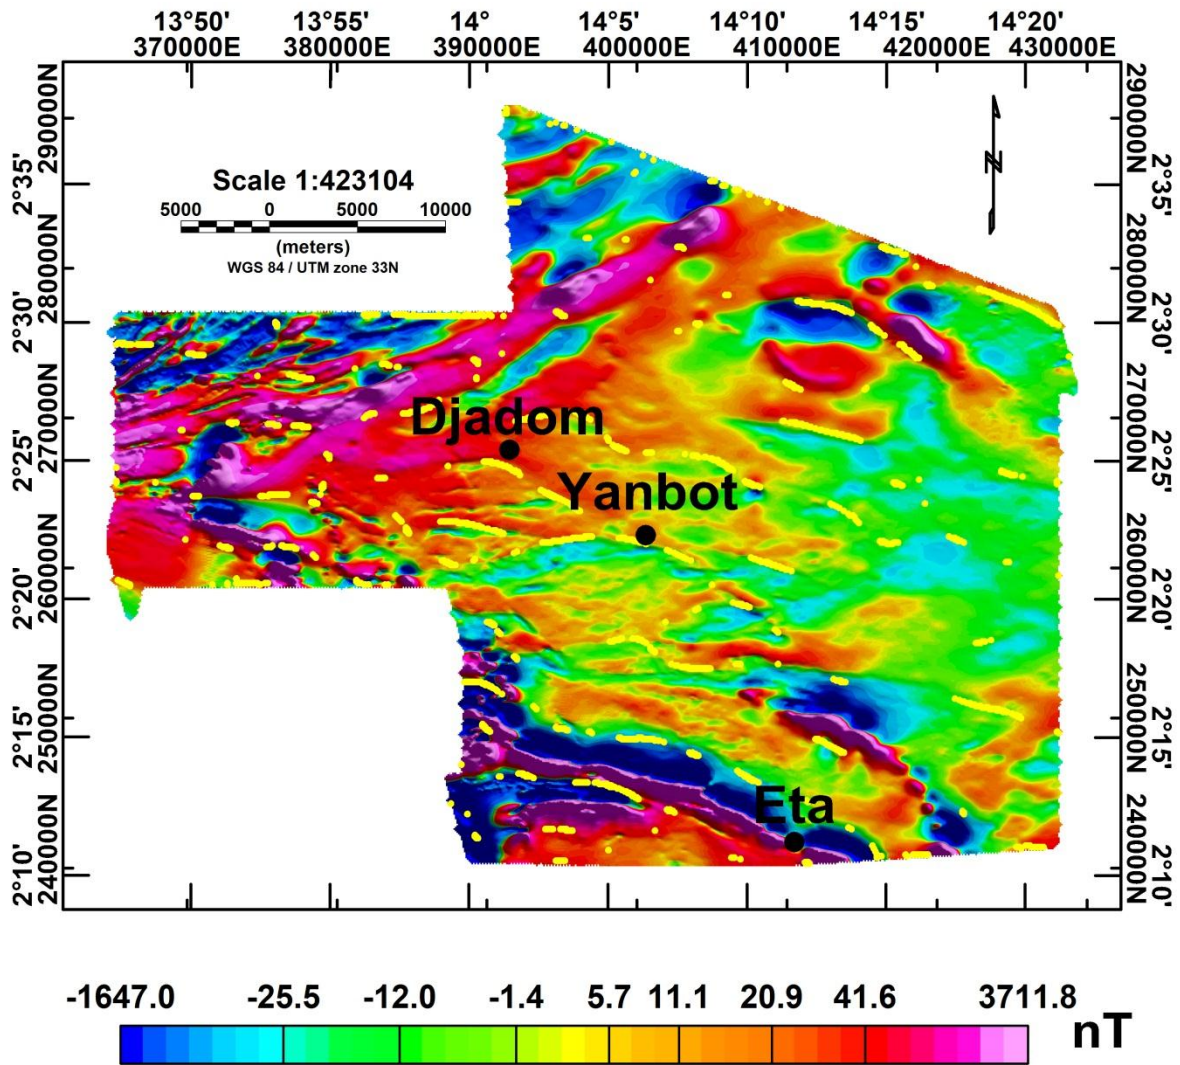 13°50' 13°55' 14° 14°5' 14°10' 14°15' 14°20'
370000E 380000E 390000E 400000E 410000E 420000E 430000E
2°35' 2°30' 2°25' 2°20' 2°15' 2°10'
290000N 280000N 270000N 260000N 250000N 240000N
Scale 1:423104
5000 0 5000 10000
(meters)
WGS 84 / UTM zone 33N
N
Djadom
Yanbot
Eta
290000N 280000N 270000N 260000N 250000N 240000N
2°35' 2°30' 2°25' 2°20' 2°15' 2°10'
-1647.0 -25.5 -12.0 -1.4 5.7 11.1 20.9 41.6 3711.8
nT